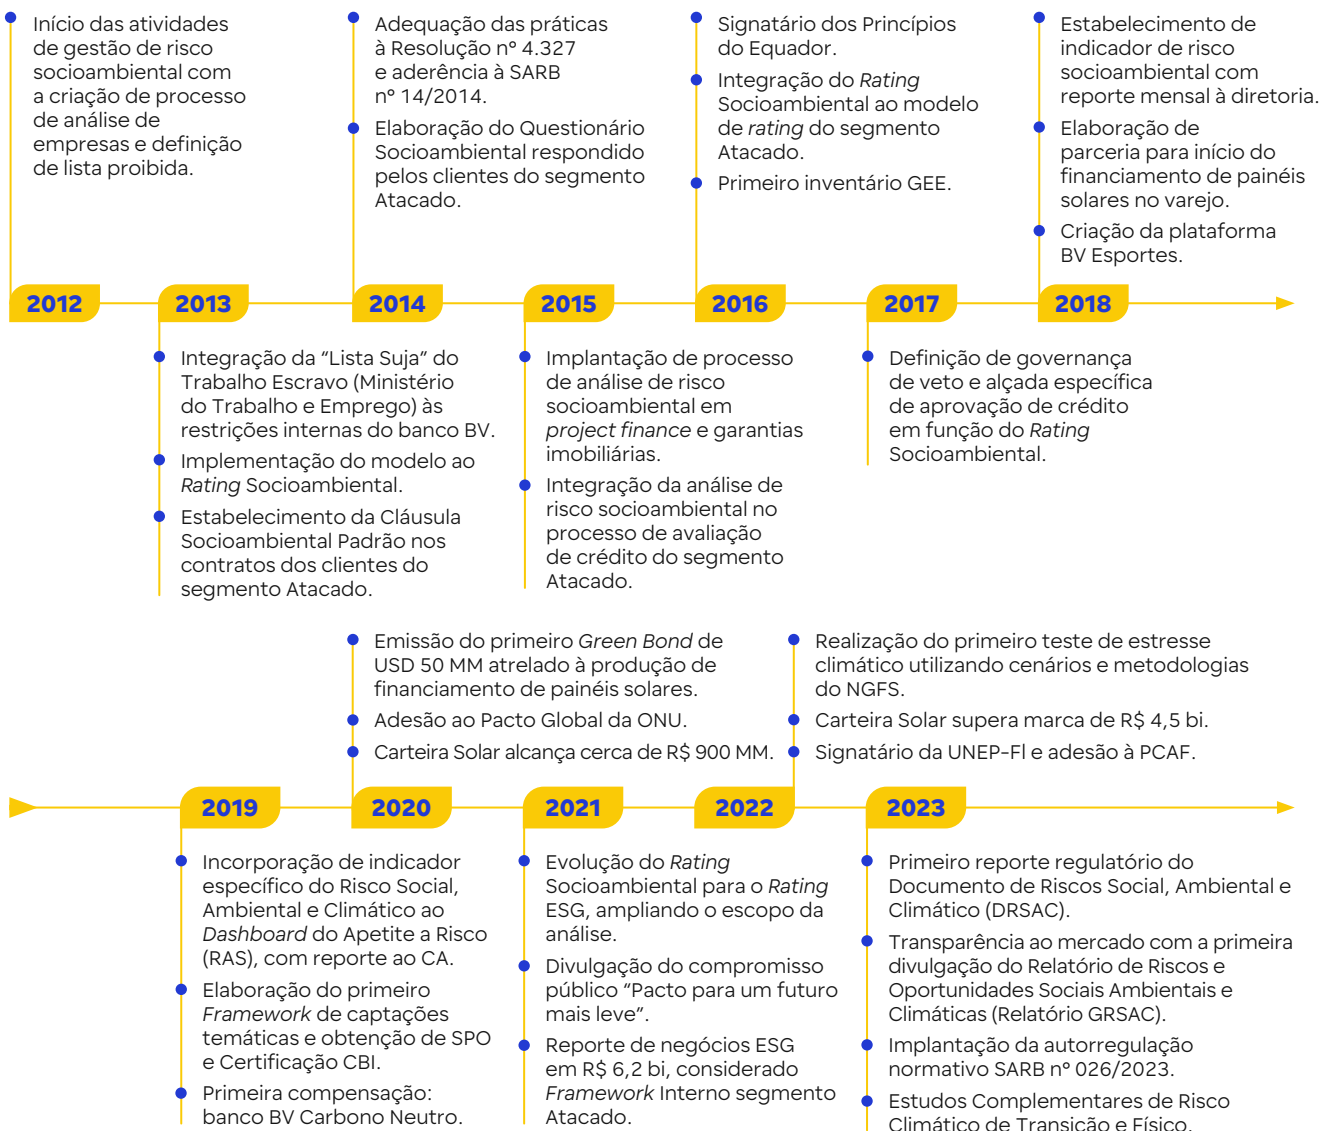 Início das atividades
de gestão de risco
socioambiental com
a criação de processo
de análise de
empresas e definição
de lista proibida.
Adequação das práticas
à Resolução nº 4.327
e aderência à SARB
nº 14/2014.
Elaboração do Questionário
Socioambiental respondido
pelos clientes do segmento
Atacado.
Signatário dos Princípios
do Equador.
Integração do Rating
Socioambiental ao modelo
de rating do segmento
Atacado.
Primeiro inventário GEE.
Estabelecimento de
indicador de risco
socioambiental com
reporte mensal à diretoria.
Elaboração de
parceria para início do
financiamento de painéis
solares no varejo.
Criação da plataforma
BV Esportes.
2012
2013
2014
2015
2016
2017
2018
Integração da “Lista Suja” do
Trabalho Escravo (Ministério
do Trabalho e Emprego) às
restrições internas do banco BV.
Implementação do modelo ao
Rating Socioambiental.
Estabelecimento da Cláusula
Socioambiental Padrão nos
contratos dos clientes do
segmento Atacado.
Implantação de processo
de análise de risco
socioambiental em
project finance e garantias
imobiliárias.
Integração da análise de
risco socioambiental no
processo de avaliação
de crédito do segmento
Atacado.
Definição de governança
de veto e alçada específica
de aprovação de crédito
em função do Rating
Socioambiental.
Emissão do primeiro Green Bond de
USD 50 MM atrelado à produção de
financiamento de painéis solares.
Adesão ao Pacto Global da ONU.
Carteira Solar alcança cerca de R$ 900 MM.
Realização do primeiro teste de estresse
climático utilizando cenários e metodologias
do NGFS.
Carteira Solar supera marca de R$ 4,5 bi.
Signatário da UNEP-FI e adesão à PCAF.
2019
2020
2021
2022
2023
Incorporação de indicador
específico do Risco Social,
Ambiental e Climático ao
Dashboard do Apetite a Risco
(RAS), com reporte ao CA.
Elaboração do primeiro
Framework de captações
temáticas e obtenção de SPO
e Certificação CBI.
Primeira compensação:
banco BV Carbono Neutro.
Evolução do Rating
Socioambiental para o Rating
ESG, ampliando o escopo da
análise.
Divulgação do compromisso
público “Pacto para um futuro
mais leve”.
Reporte de negócios ESG
em R$ 6,2 bi, considerado
Framework Interno segmento
Atacado.
Primeiro reporte regulatório do
Documento de Riscos Social, Ambiental e
Climático (DRSAC).
Transparência ao mercado com a primeira
divulgação do Relatório de Riscos e
Oportunidades Sociais Ambientais e
Climáticas (Relatório GRSAC).
Implantação da autorregulação
normativo SARB nº 026/2023.
Estudos Complementares de Risco
Climático de Transição e Físico.